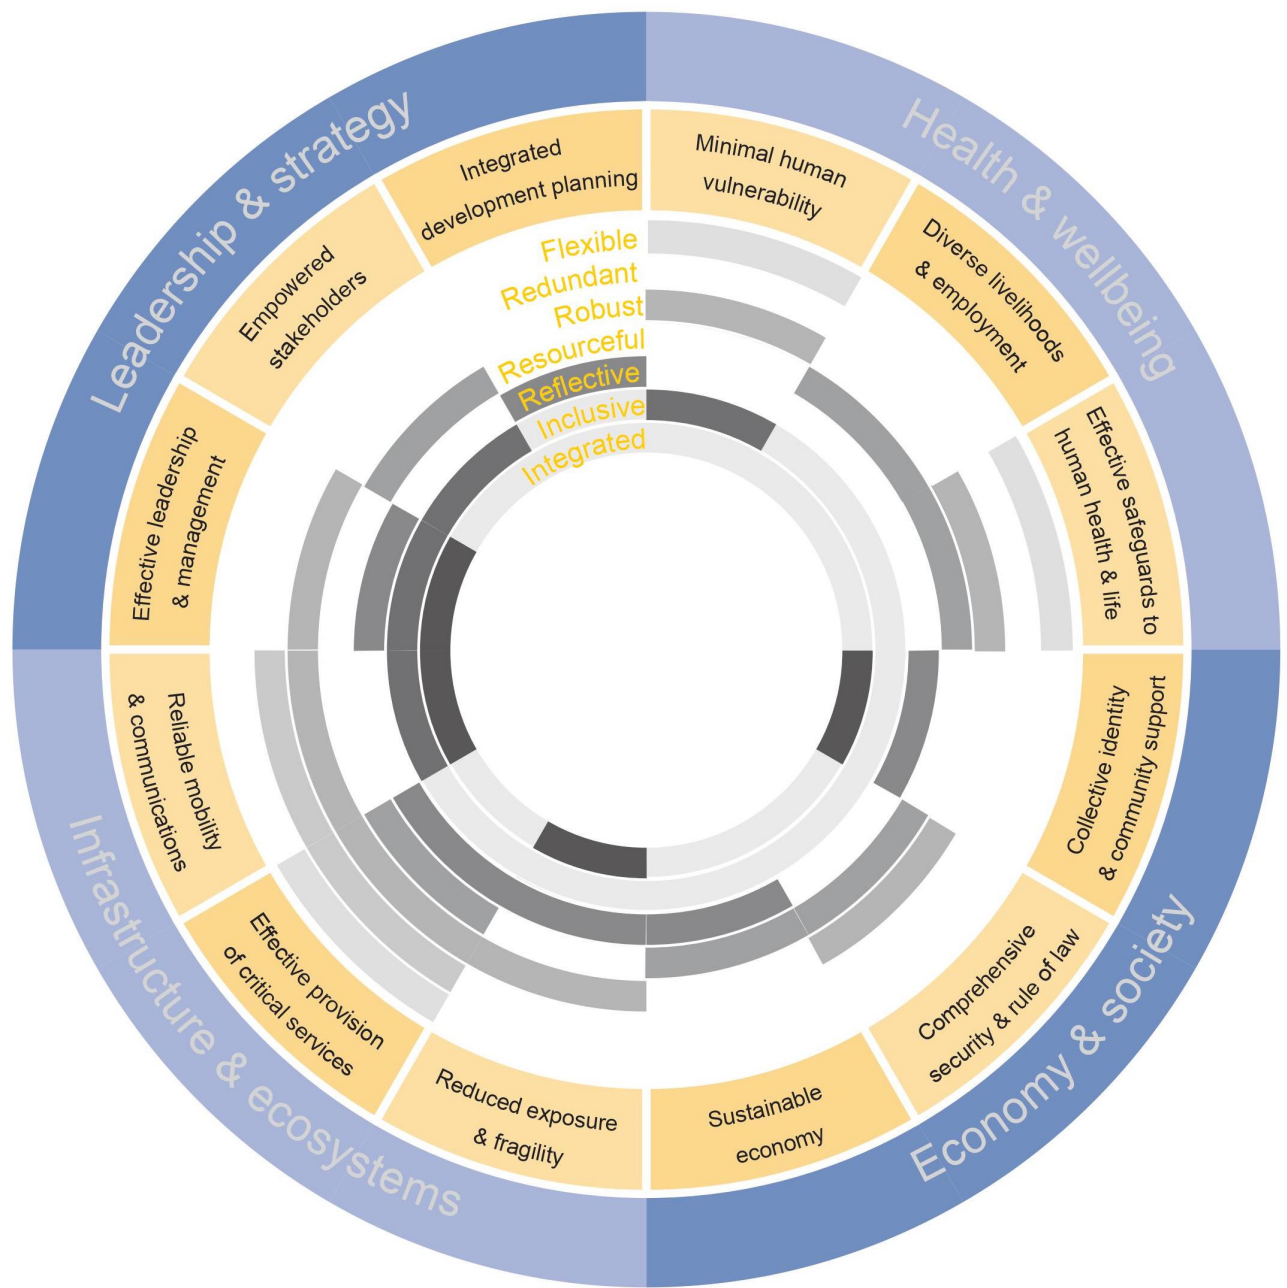 Leadership & strategy
Health & wellbeing
Economy & society
Infrastructure & ecosystems
Minimal human
vulnerability
Diverse livelihoods
& employment
Effective safeguards to
human health & life
Collective identity
& community support
Comprehensive
security & rule of law
Sustainable
economy
Reduced exposure
& fragility
Effective provision
of critical services
Reliable mobility
& communications
Effective leadership
& management
Empowered
stakeholders
Integrated
development planning
Flexible
Redundant
Robust
Resourceful
Reflective
Inclusive
Integrated